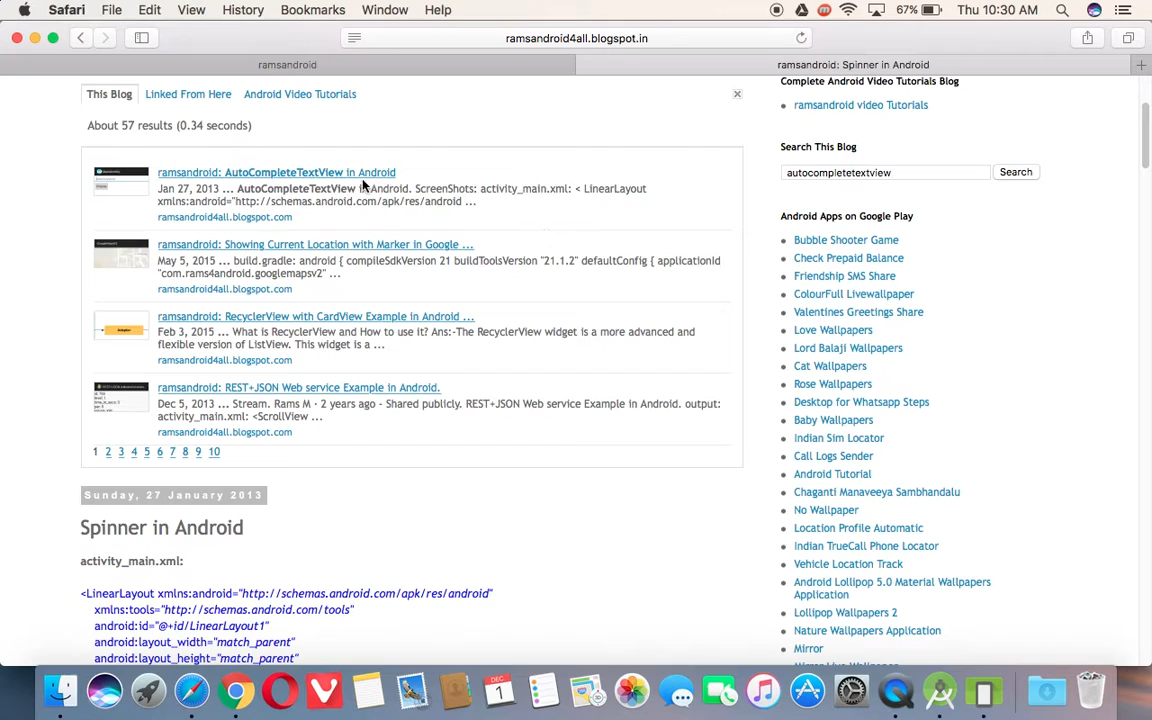 Safari File Edit View History Bookmarks Window Help 67% Thu 10:30 AM
ramsandroid4all.blogspot.in
ramsandroid
ramsandroid: Spinner in Android
This Blog Linked From Here Android Video Tutorials
About 57 results (0.34 seconds)
ramsandroid: AutoCompleteTextView in Android
Jan 27, 2013 ... AutoCompleteTextView in Android. ScreenShots: activity_main.xml: < LinearLayout
xmlns:android="http://schemas.android.com/apk/res/android ...
ramsandroid4all.blogspot.com
ramsandroid: Showing Current Location with Marker in Google ...
May 5, 2015 ... build.gradle: android { compileSdkVersion 21 buildToolsVersion "21.1.2" defaultConfig { applicationId
"com.rams4android.googlemapsv2" ...
ramsandroid4all.blogspot.com
ramsandroid: RecyclerView with CardView Example in Android ...
Feb 3, 2015 ... What is RecyclerView and How to use it? Ans:-The RecyclerView widget is a more advanced and
flexible version of ListView. This widget is a ...
ramsandroid4all.blogspot.com
ramsandroid: REST+JSON Web service Example in Android.
Dec 5, 2013 ... Stream. Rams M · 2 years ago - Shared publicly. REST+JSON Web service Example in Android. output:
activity_main.xml: <ScrollView ...
ramsandroid4all.blogspot.com
1 2 3 4 5 6 7 8 9 10
Sunday, 27 January 2013
Spinner in Android
activity_main.xml:
<LinearLayout xmlns:android="http://schemas.android.com/apk/res/android"
xmlns:tools="http://schemas.android.com/tools"
android:id="@+id/LinearLayout1"
android:layout_width="match_parent"
android:layout_height="match_parent"
Complete Android Video Tutorials Blog
ramsandroid video Tutorials
Search This Blog
autocompletetextview Search
Android Apps on Google Play
Bubble Shooter Game
Check Prepaid Balance
Friendship SMS Share
ColourFull Livewallpaper
Valentines Greetings Share
Love Wallpapers
Lord Balaji Wallpapers
Cat Wallpapers
Rose Wallpapers
Desktop for Whatsapp Steps
Baby Wallpapers
Indian Sim Locator
Call Logs Sender
Android Tutorial
Chaganti Manaveeya Sambhandalu
No Wallpaper
Location Profile Automatic
Indian TrueCall Phone Locator
Vehicle Location Track
Android Lollipop 5.0 Material Wallpapers
Application
Lollipop Wallpapers 2
Nature Wallpapers Application
Mirror
DEC
1